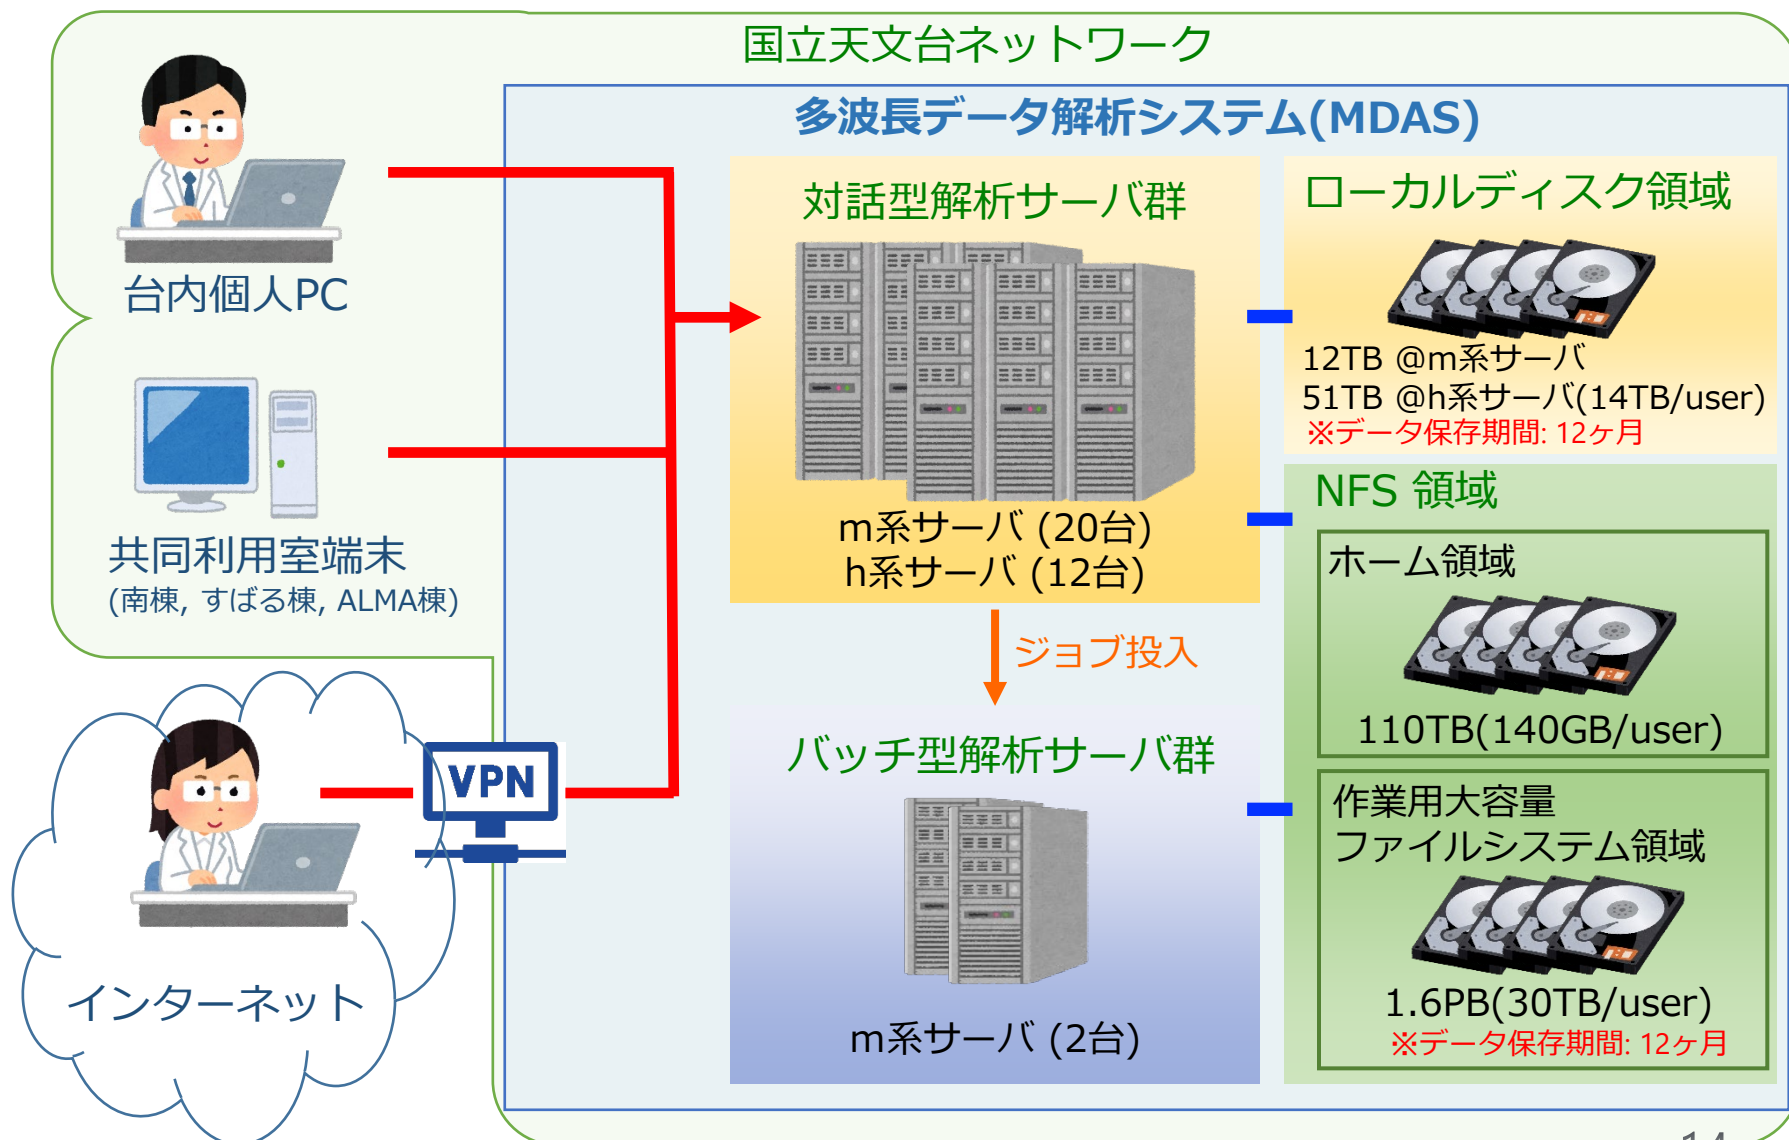 国立天文台ネットワーク
多波長データ解析システム(MDAS)
台内個人PC
共同利用室端末
(南棟, すばる棟, ALMA棟)
インターネット
VPN
対話型解析サーバ群
m系サーバ (20台)
h系サーバ (12台)
ジョブ投入
バッチ型解析サーバ群
m系サーバ (2台)
ローカルディスク領域
12TB @m系サーバ
51TB @h系サーバ(14TB/user)
※データ保存期間: 12ヶ月
NFS 領域
ホーム領域
110TB(140GB/user)
作業用大容量
ファイルシステム領域
1.6PB(30TB/user)
※データ保存期間: 12ヶ月
14